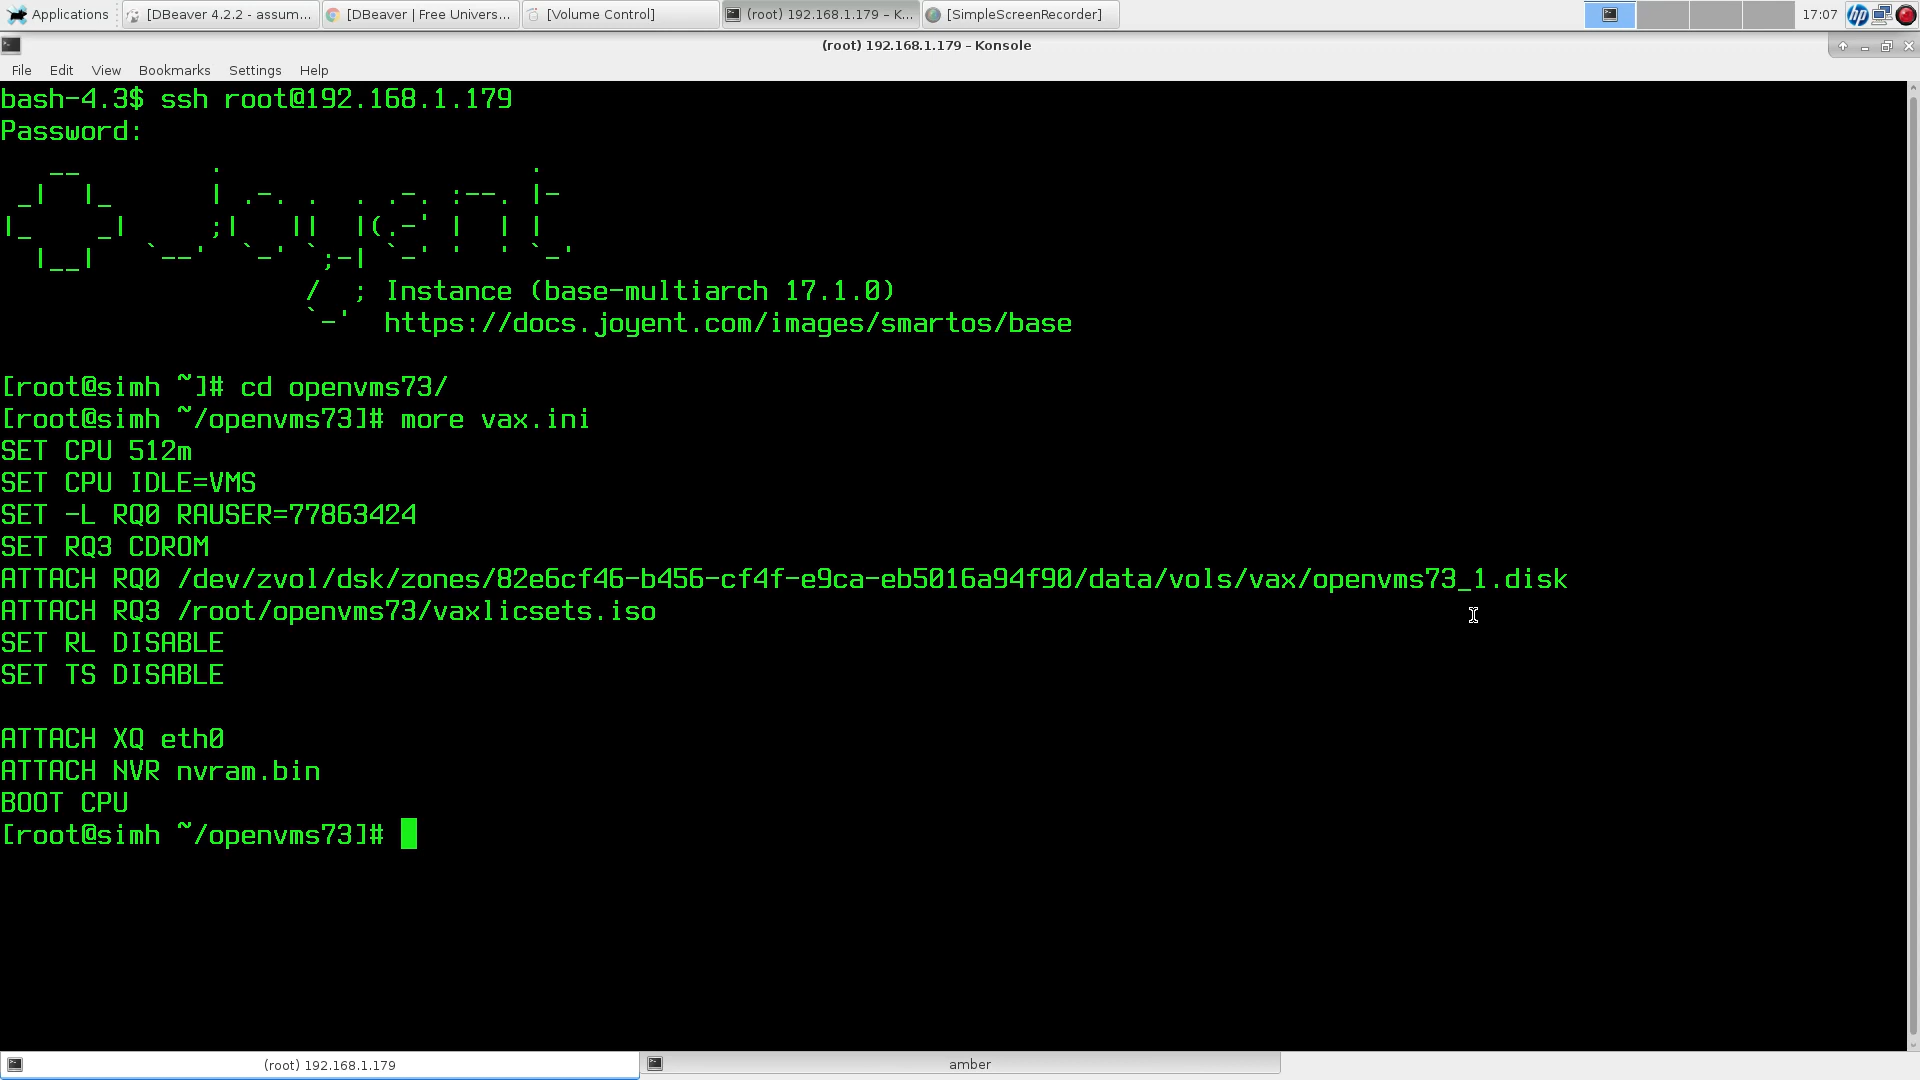 Applications
[DBeaver 4.2.2 - assum...
[DBeaver | Free Univers...
[Volume Control]
(root) 192.168.1.179 – K...
[SimpleScreenRecorder]
17:07
hp
(root) 192.168.1.179 – Konsole
File Edit View Bookmarks Settings Help
bash-4.3$ ssh root@192.168.1.179
Password:
Joyent
Instance (base-multiarch 17.1.0)
https://docs.joyent.com/images/smartos/base
[root@simh ~]# cd openvms73/
[root@simh ~/openvms73]# more vax.ini
SET CPU 512m
SET CPU IDLE=VMS
SET -L RQ0 RAUSER=77863424
SET RQ3 CDROM
ATTACH RQ0 /dev/zvol/dsk/zones/82e6cf46-b456-cf4f-e9ca-eb5016a94f90/data/vols/vax/openvms73_1.disk
ATTACH RQ3 /root/openvms73/vaxlicsets.iso
SET RL DISABLE
SET TS DISABLE
ATTACH XQ eth0
ATTACH NVR nvram.bin
BOOT CPU
[root@simh ~/openvms73]#
(root) 192.168.1.179
amber